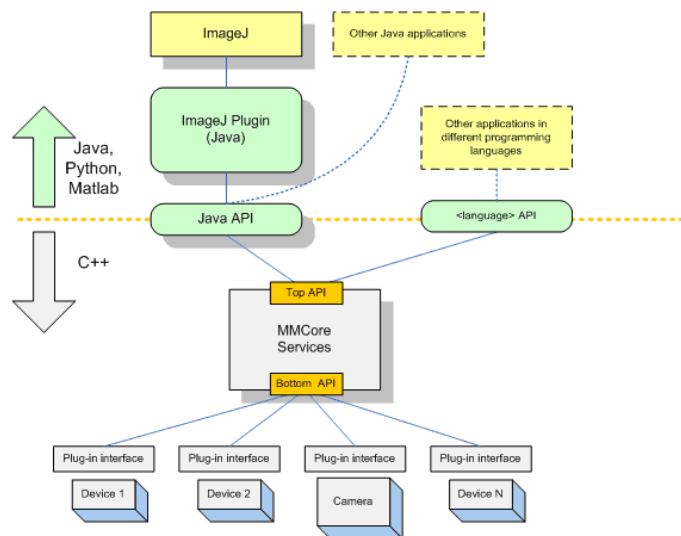 ImageJ
Other Java applications
ImageJ Plugin
(Java)
Other applications in
different programming
languages
Java,
Python,
Matlab
Java API
<language> API
C++
Top API
MMCore
Services
Bottom API
Plug-in interface
Plug-in interface
Plug-in interface
Plug-in interface
Device 1
Device 2
Camera
Device N